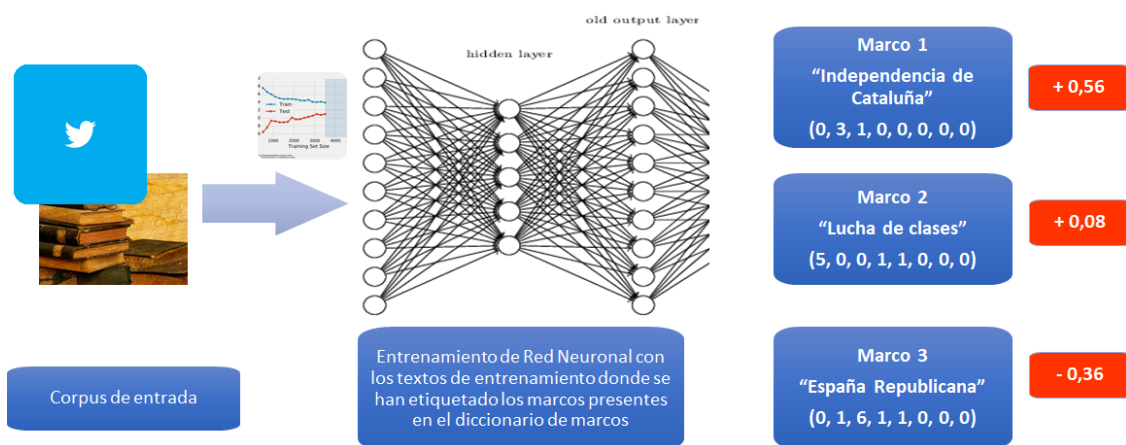 old output layer
hidden layer
Train
Test
1000 2000 3000 4000
Training Set Size
Corpus de entrada
Entrenamiento de Red Neuronal con
los textos de entrenamiento donde se
han etiquetado los marcos presentes
en el diccionario de marcos
Marco 1
“Independencia de
Cataluña”
(0, 3, 1, 0, 0, 0, 0, 0)
+ 0,56
Marco 2
“Lucha de clases”
(5, 0, 0, 1, 1, 0, 0, 0)
+ 0,08
Marco 3
“España Republicana”
(0, 1, 6, 1, 1, 0, 0, 0)
- 0,36